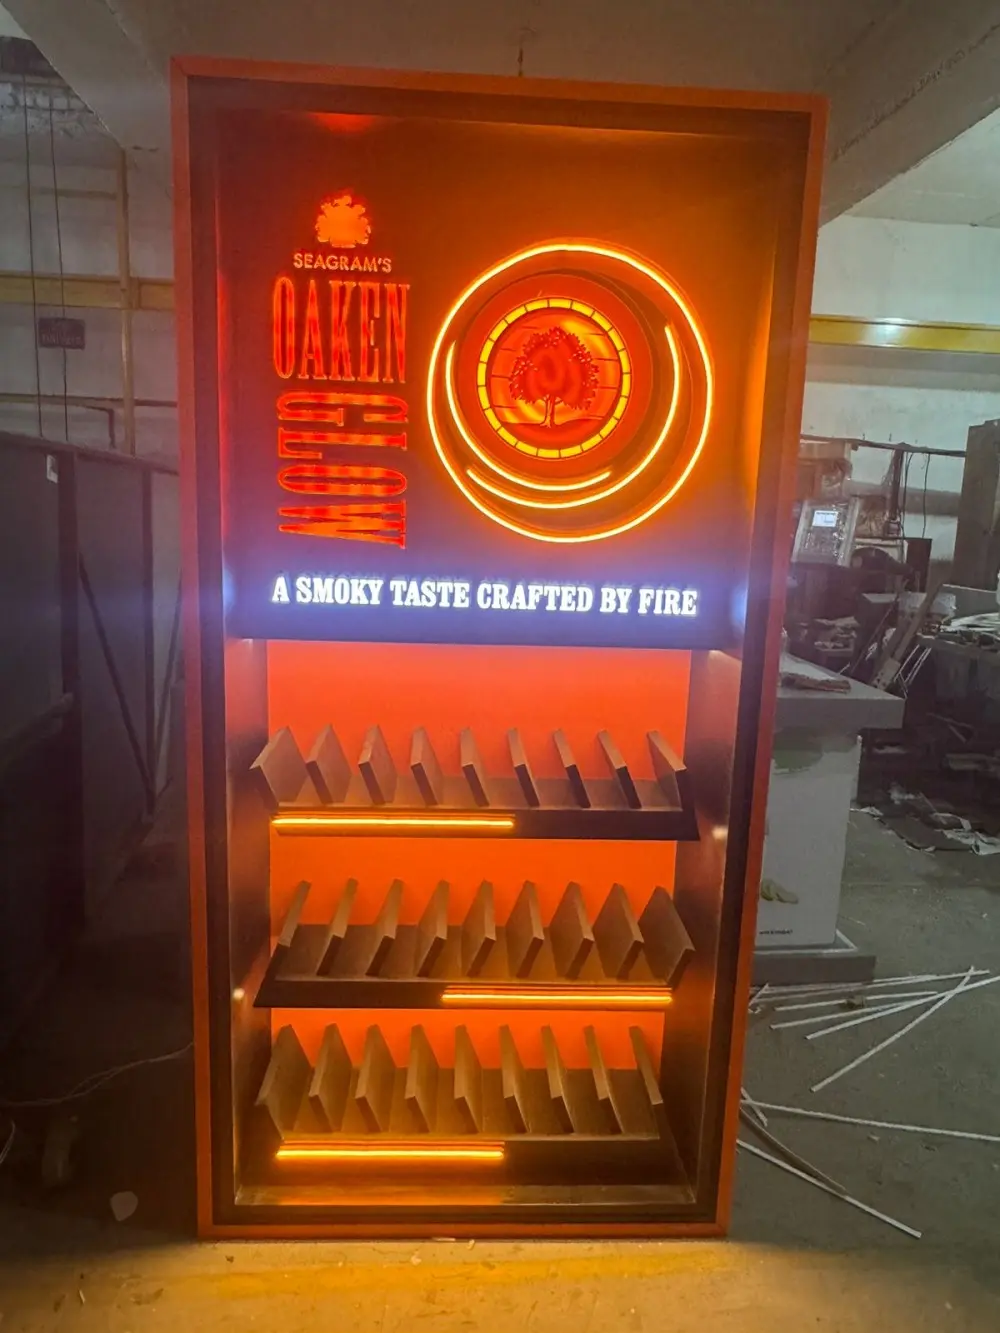 SEAGRAM'S
OAKEN
GLOW
A SMOKY TASTE CRAFTED BY FIRE